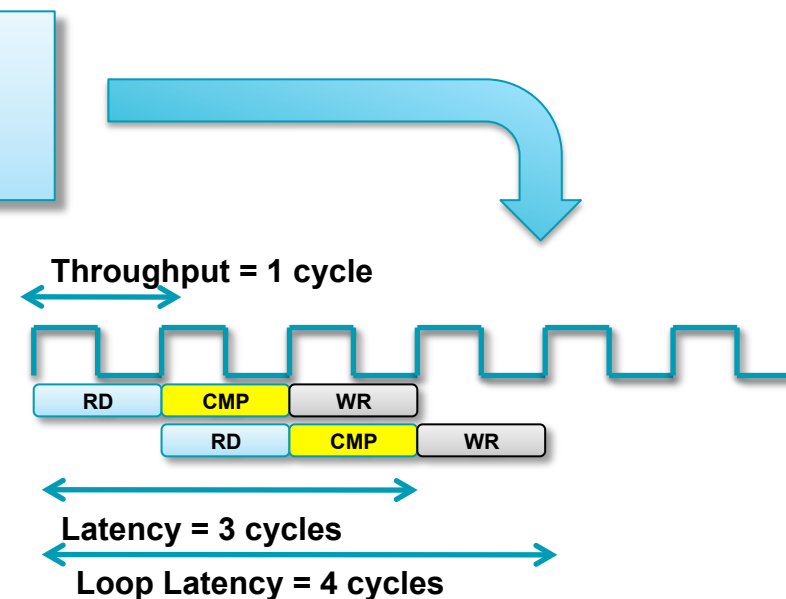 Throughput = 1 cycle
RD CMP WR
RD CMP WR
Latency = 3 cycles
Loop Latency = 4 cycles